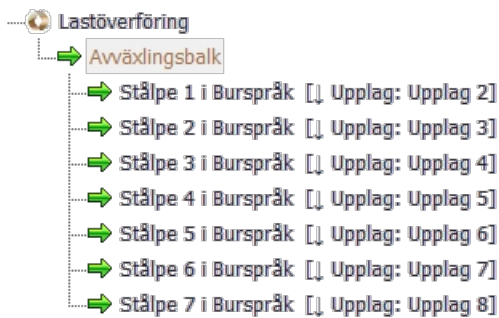 Lastöverföring
Avväxlingsbalk
Stålpe 1 i Burspråk [↓ Upplag: Upplag 2]
Stålpe 2 i Burspråk [↓ Upplag: Upplag 3]
Stålpe 3 i Burspråk [↓ Upplag: Upplag 4]
Stålpe 4 i Burspråk [↓ Upplag: Upplag 5]
Stålpe 5 i Burspråk [↓ Upplag: Upplag 6]
Stålpe 6 i Burspråk [↓ Upplag: Upplag 7]
Stålpe 7 i Burspråk [↓ Upplag: Upplag 8]